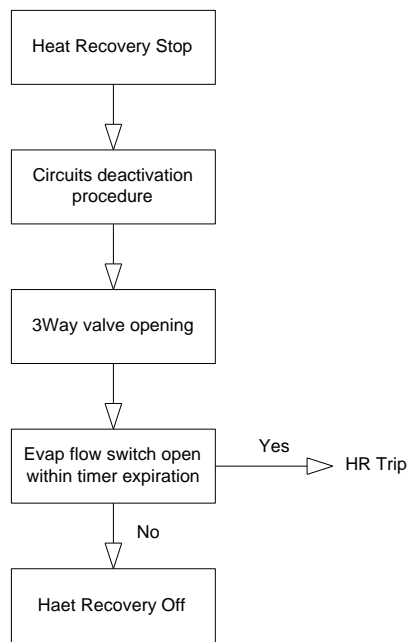 Heat Recovery Stop
Circuits deactivation
procedure
3Way valve opening
Evap flow switch open
within timer expiration
Yes
HR Trip
No
Haet Recovery Off